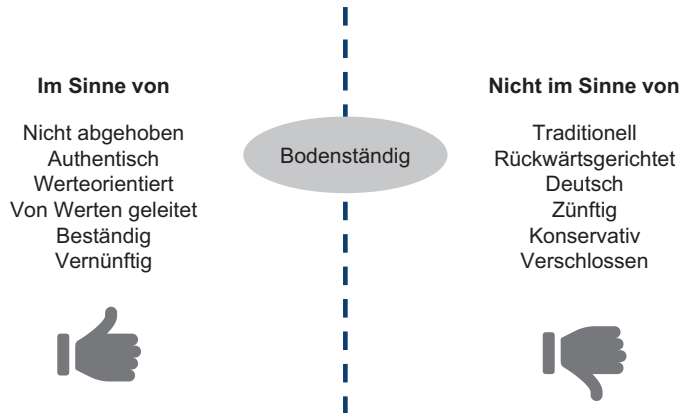 Im Sinne von
Nicht abgehoben
Authentisch
Werteorientiert
Von Werten geleitet
Beständig
Vernünftig
Bodenständig
Nicht im Sinne von
Traditionell
Rückwärtsgerichtet
Deutsch
Zünftig
Konservativ
Verschlossen